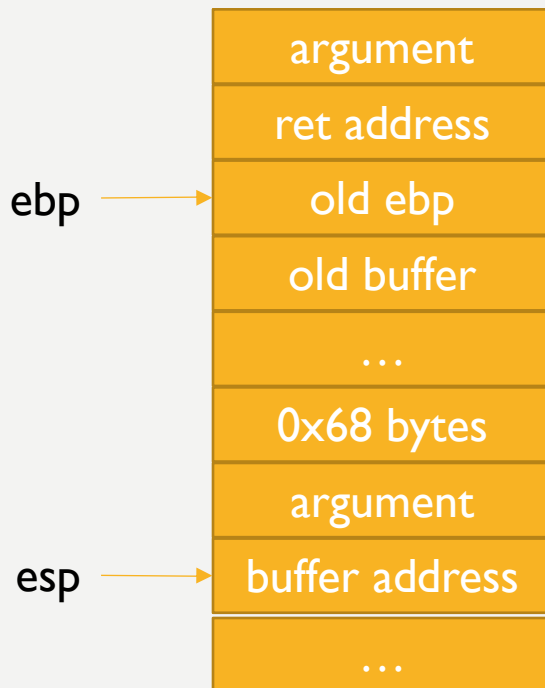 argument
ret address
ebp
old ebp
old buffer
...
0x68 bytes
argument
esp
buffer address
...